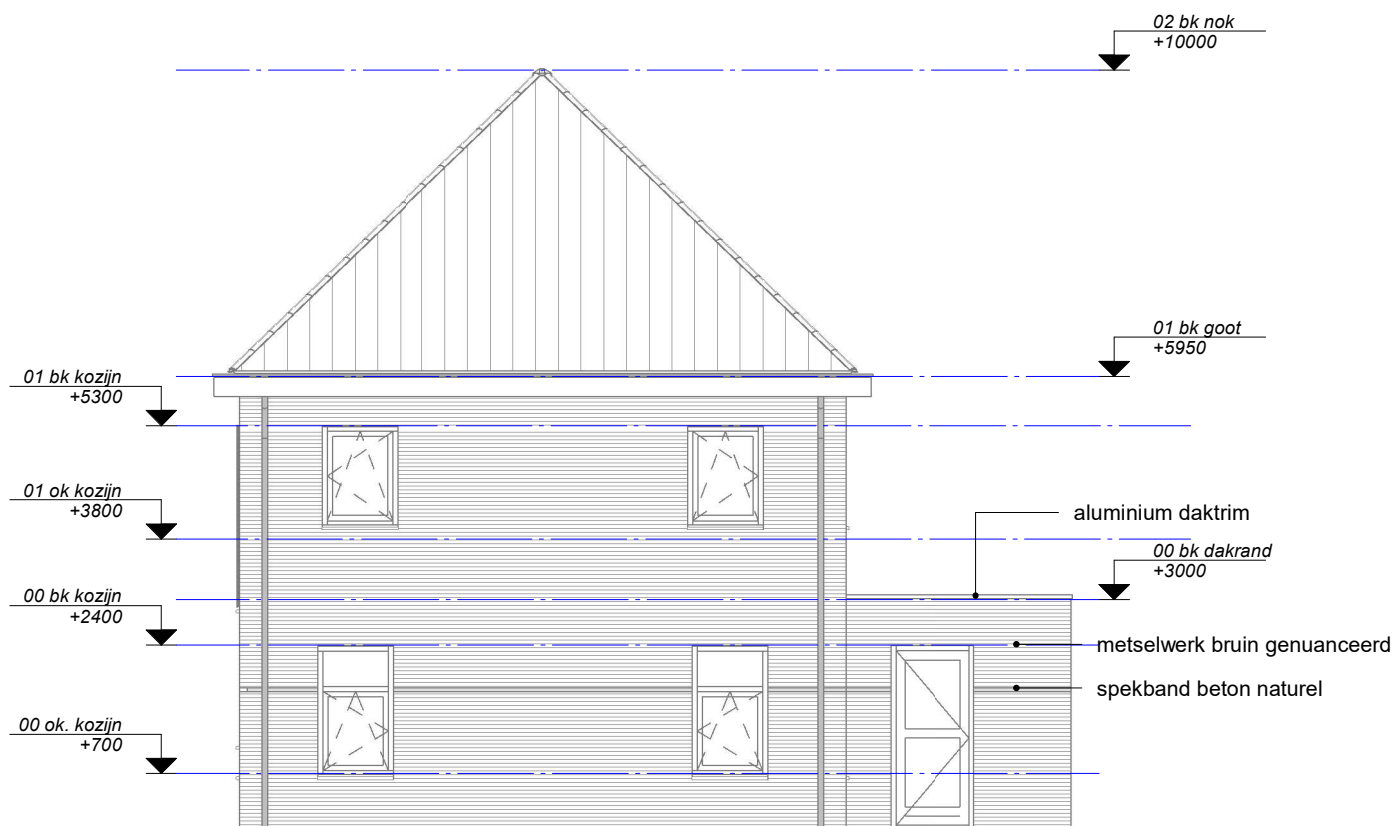 02 bk nok
+10000
01 bk goot
+5950
01 bk kozijn
+5300
01 ok kozijn
+3800
aluminium daktrim
00 bk dakrand
+3000
00 bk kozijn
+2400
metselwerk bruin genuanceerd
spekband beton naturel
00 ok. kozijn
+700